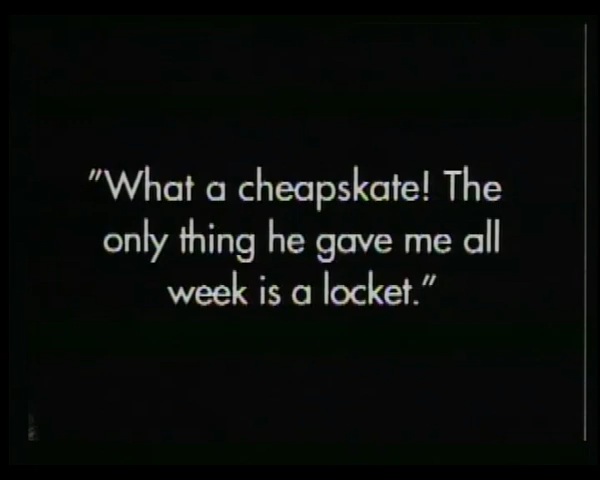 "What a cheapskate! The
only thing he gave me all
week is a locket."